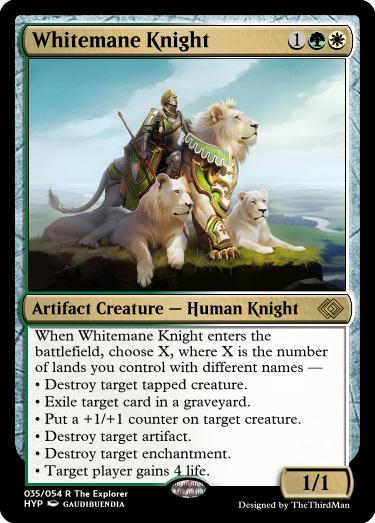 Whitemane Knight 1
Artifact Creature — Human Knight
When Whitemane Knight enters the
battlefield, choose X, where X is the number
of lands you control with different names —
• Destroy target tapped creature.
• Exile target card in a graveyard.
• Put a +1/+1 counter on target creature.
• Destroy target artifact.
• Destroy target enchantment.
• Target player gains 4 life.
1/1
035/054 R The Explorer
HYP GAUDIBUENDIA
Designed by TheThirdMan